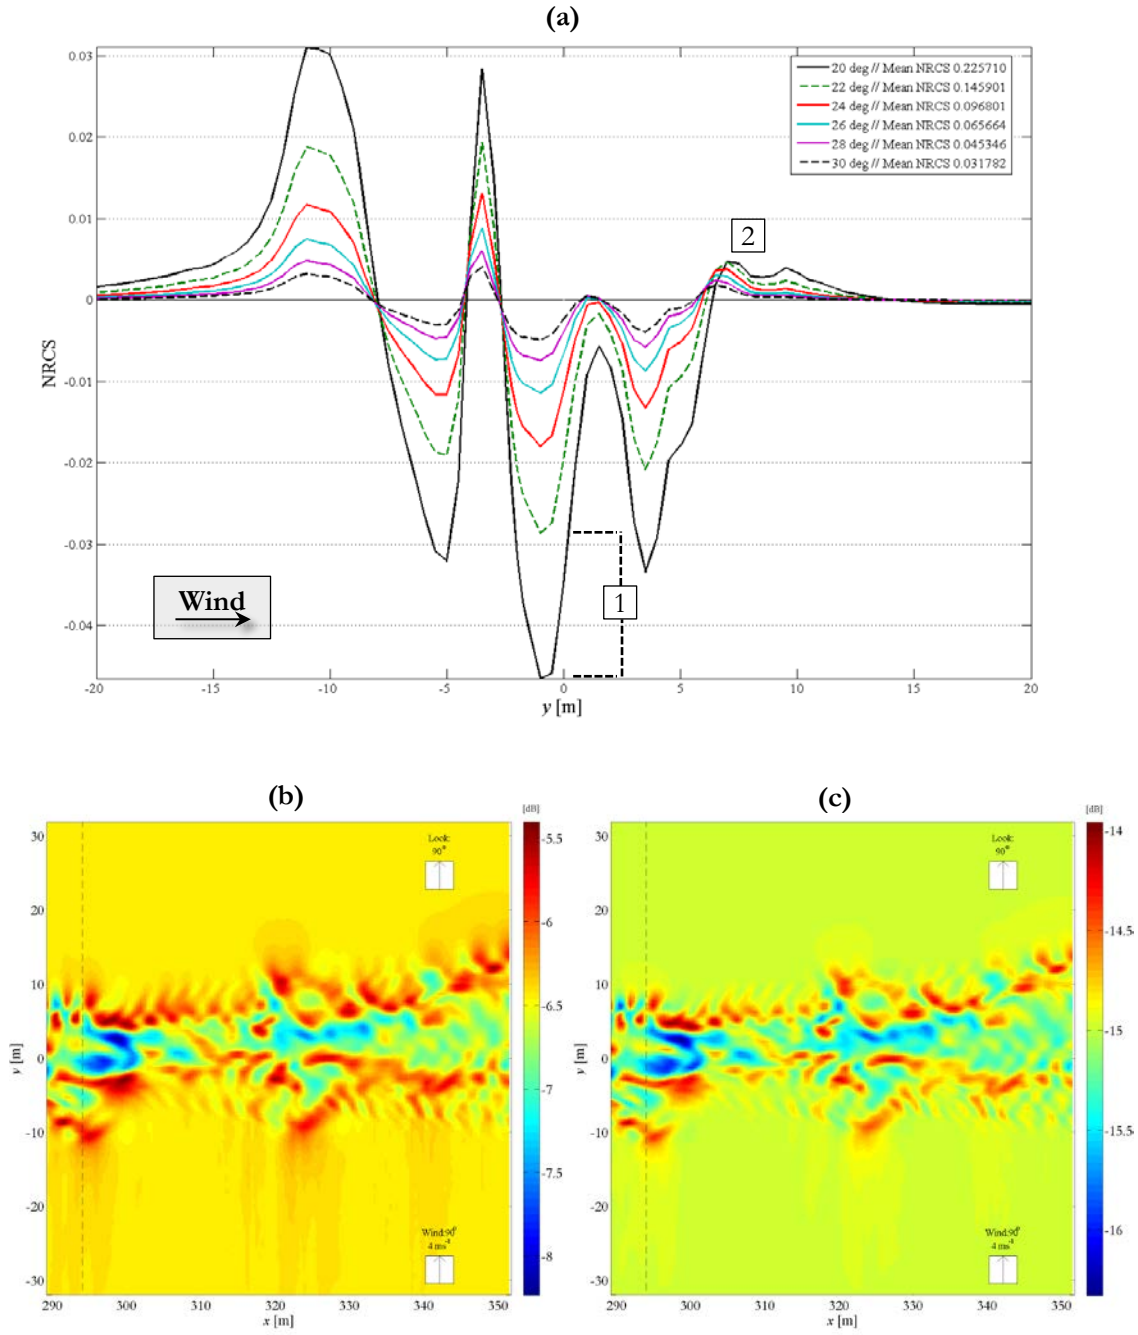 (a)
0.03
0.02
0.01
0
-0.01
-0.02
-0.03
-0.04
NRCS
20 deg // Mean NRCS 0.225710
22 deg // Mean NRCS 0.145901
24 deg // Mean NRCS 0.096801
26 deg // Mean NRCS 0.065664
28 deg // Mean NRCS 0.045346
30 deg // Mean NRCS 0.031782
2
1
Wind
-20 -15 -10 -5 0 5 10 15 20
y [m]
(b)
[dB]
Look:
90°
30
20
10
0
-10
-20
-30
y [m]
Wind:90°
4 ms⁻¹
290 300 310 320 330 340 350
x [m]
-5.5
-6
-6.5
-7
-7.5
-8
(c)
[dB]
Look:
90°
30
20
10
0
-10
-20
-30
y [m]
Wind:90°
4 ms⁻¹
290 300 310 320 330 340 350
x [m]
-14
-14.5
-15
-15.5
-16